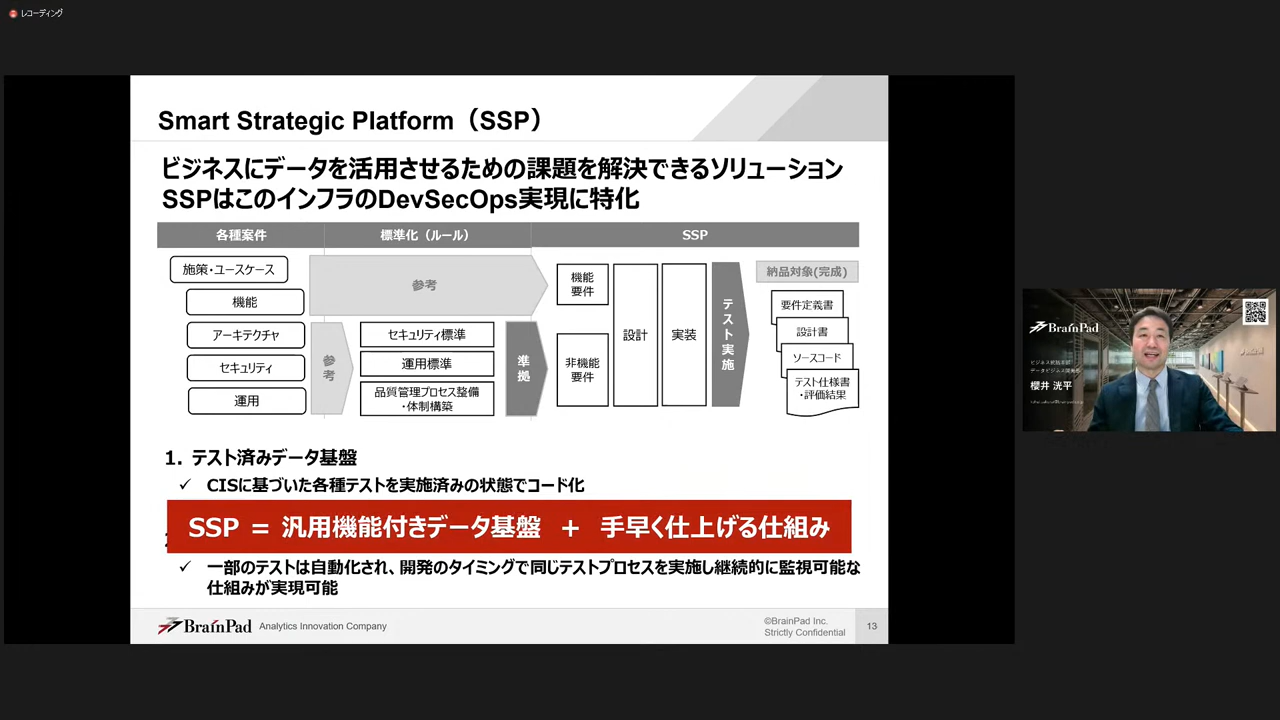 レコーディング
Smart Strategic Platform（SSP）
ビジネスにデータを活用させるための課題を解決できるソリューション
SSPはこのインフラのDevSecOps実現に特化
各種案件
標準化（ルール）
SSP
施策・ユースケース
機能
アーキテクチャ
セキュリティ
運用
参考
参考
セキュリティ標準
運用標準
品質管理プロセス整備
・体制構築
準拠
機能
要件
非機能
要件
設計
実装
テスト実施
納品対象(完成)
要件定義書
設計書
ソースコード
テスト仕様書
・評価結果
1. テスト済みデータ基盤
✓ CISに基づいた各種テストを実施済みの状態でコード化
SSP ＝ 汎用機能付きデータ基盤 ＋ 手早く仕上げる仕組み
✓ 一部のテストは自動化され、開発のタイミングで同じテストプロセスを実施し継続的に監視可能な
仕組みが実現可能
BrainPad Analytics Innovation Company
©BrainPad Inc.
Strictly Confidential
13
BrainPad
櫻井 洸平